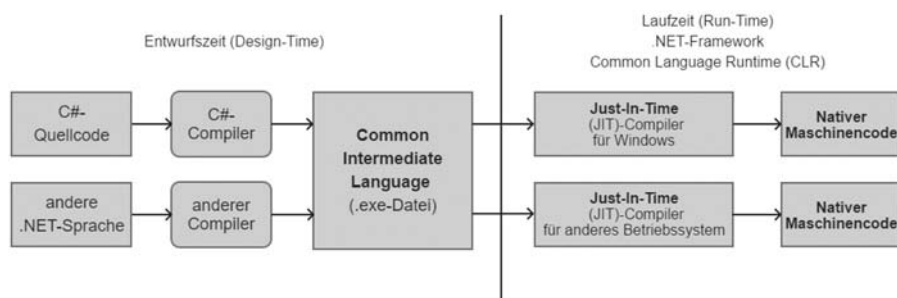 Entwurfszeit (Design-Time)
Laufzeit (Run-Time)
.NET-Framework
Common Language Runtime (CLR)
C#-
Quellcode
C#-
Compiler
Common
Intermediate
Language
(.exe-Datei)
Just-In-Time
(JIT)-Compiler
für Windows
Nativer
Maschinencode
andere
.NET-Sprache
anderer
Compiler
Just-In-Time
(JIT)-Compiler
für anderes Betriebssystem
Nativer
Maschinencode